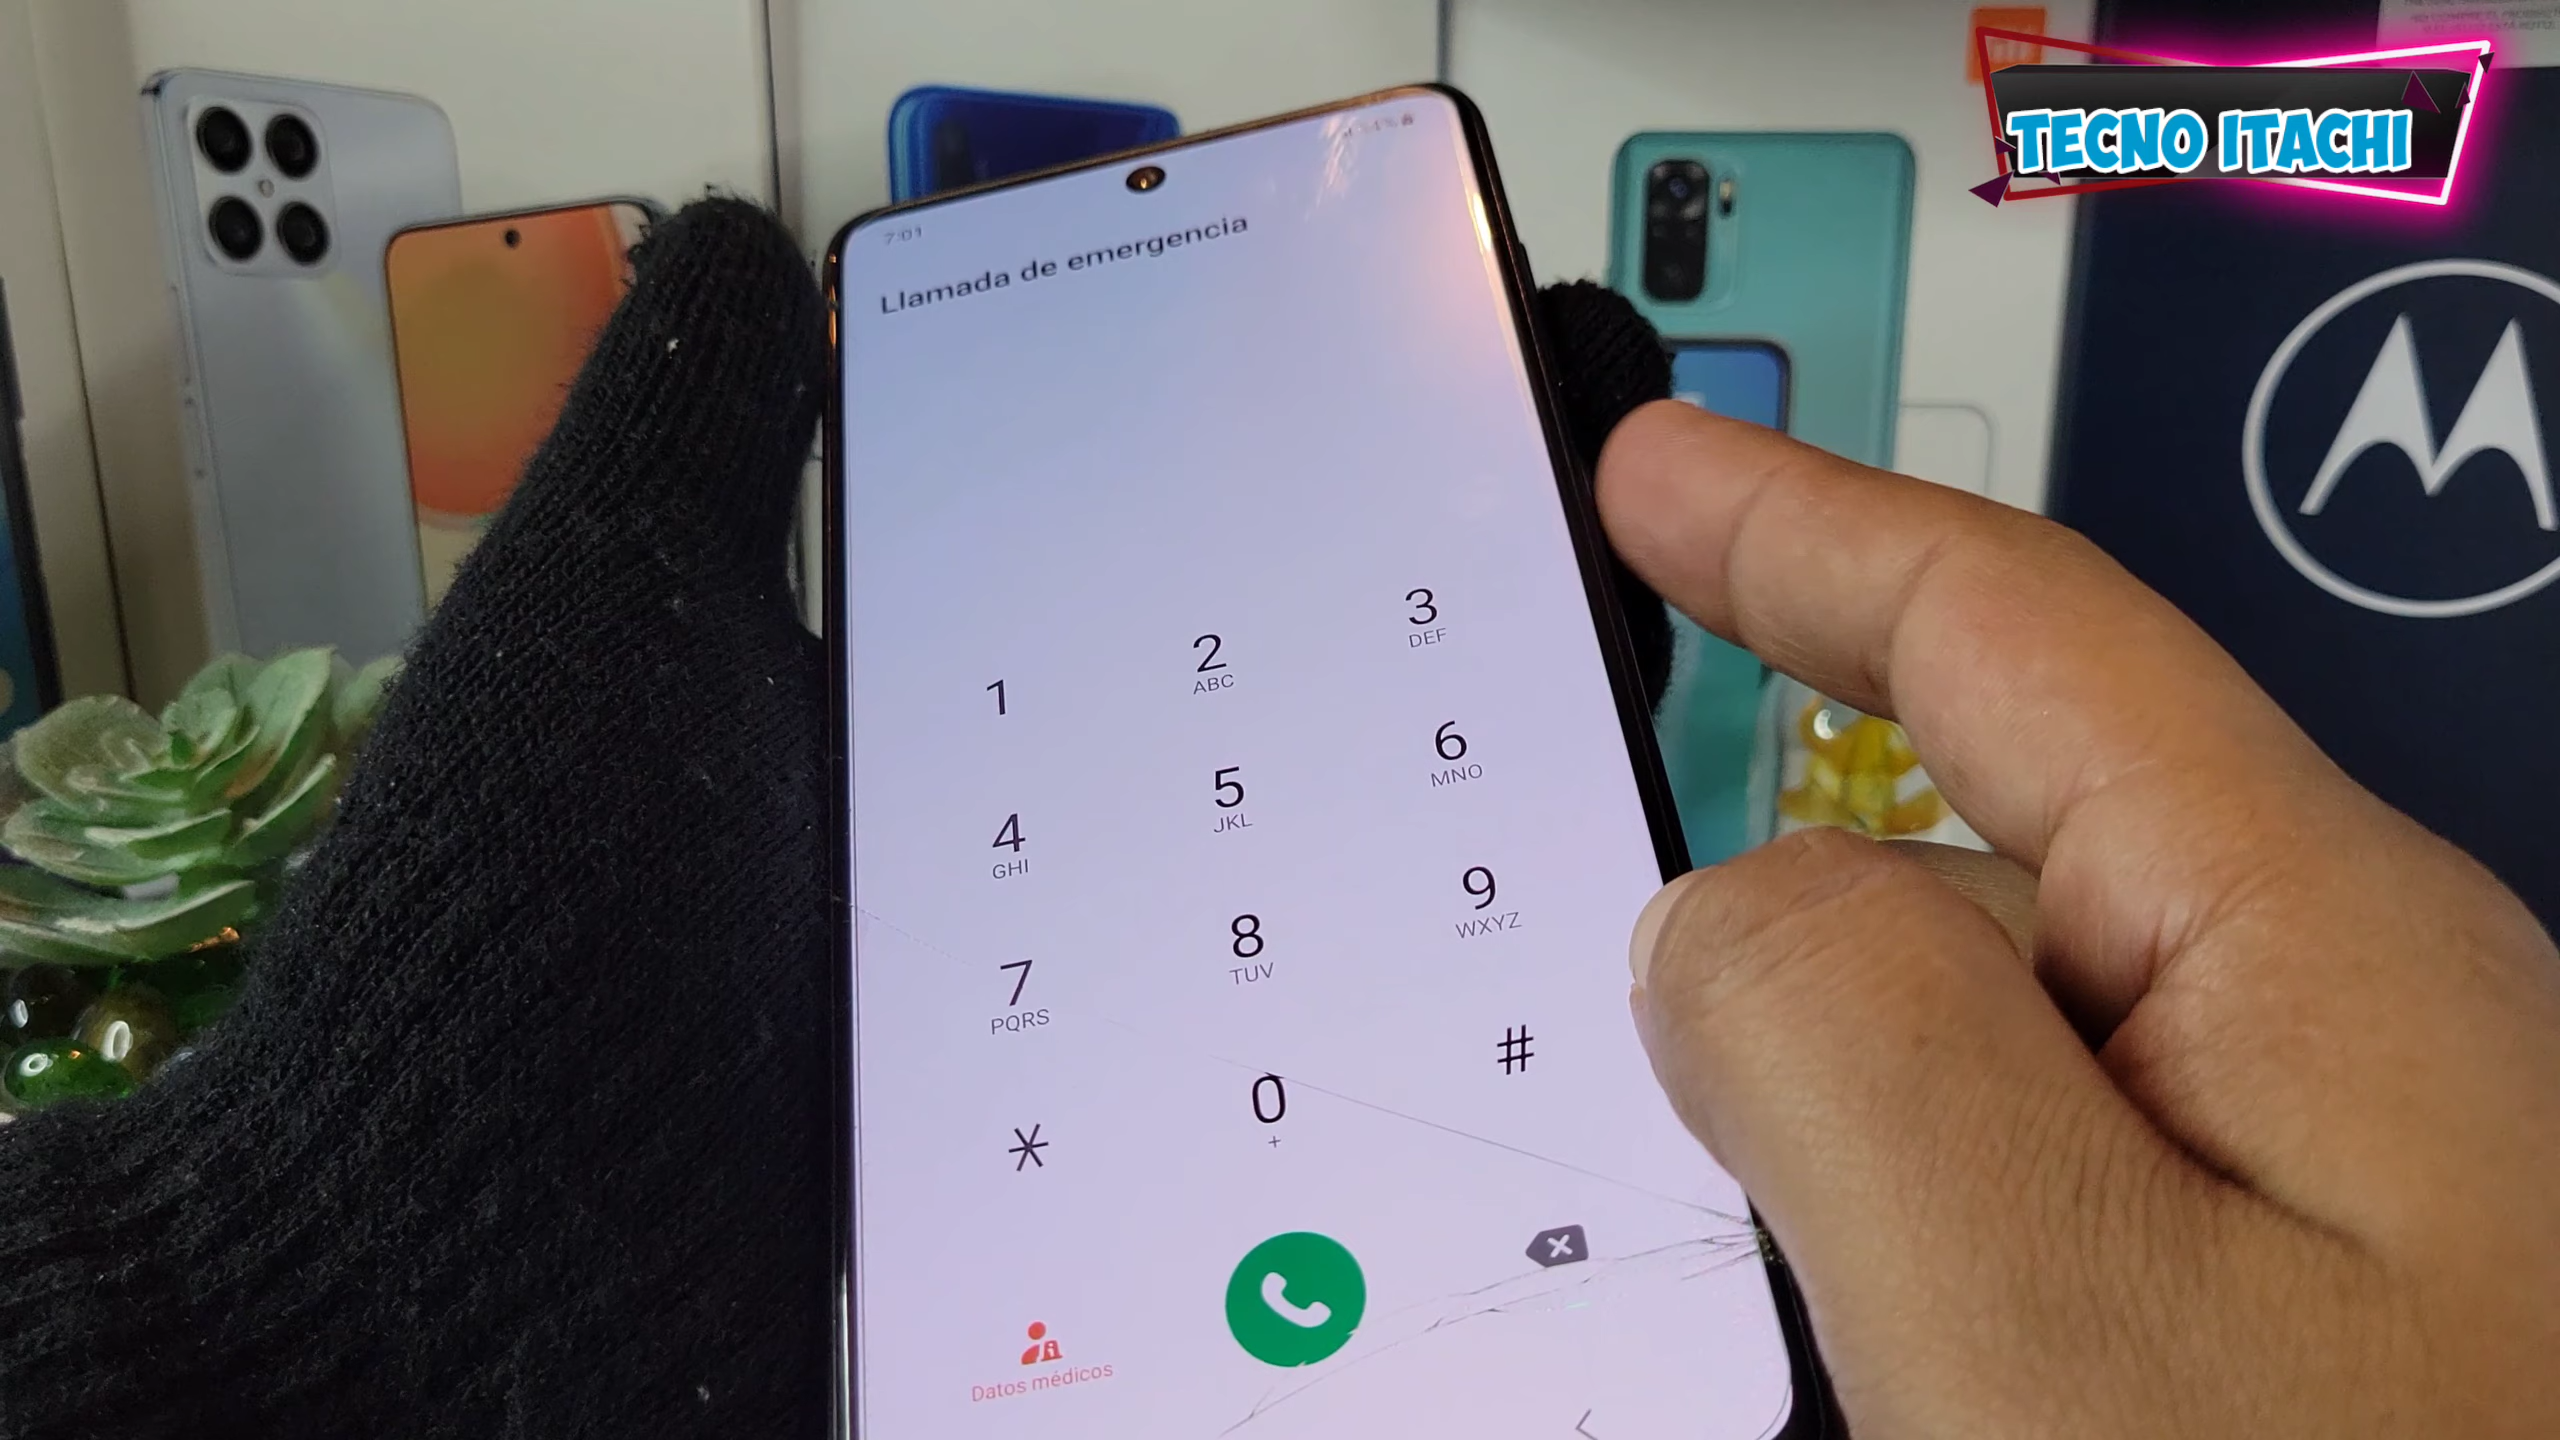 TECNO ITACHI
7:01
Llamada de emergencia
1
2
ABC
3
DEF
4
GHI
5
JKL
6
MNO
7
PQRS
8
TUV
9
WXYZ
*
0
+
#
Datos médicos